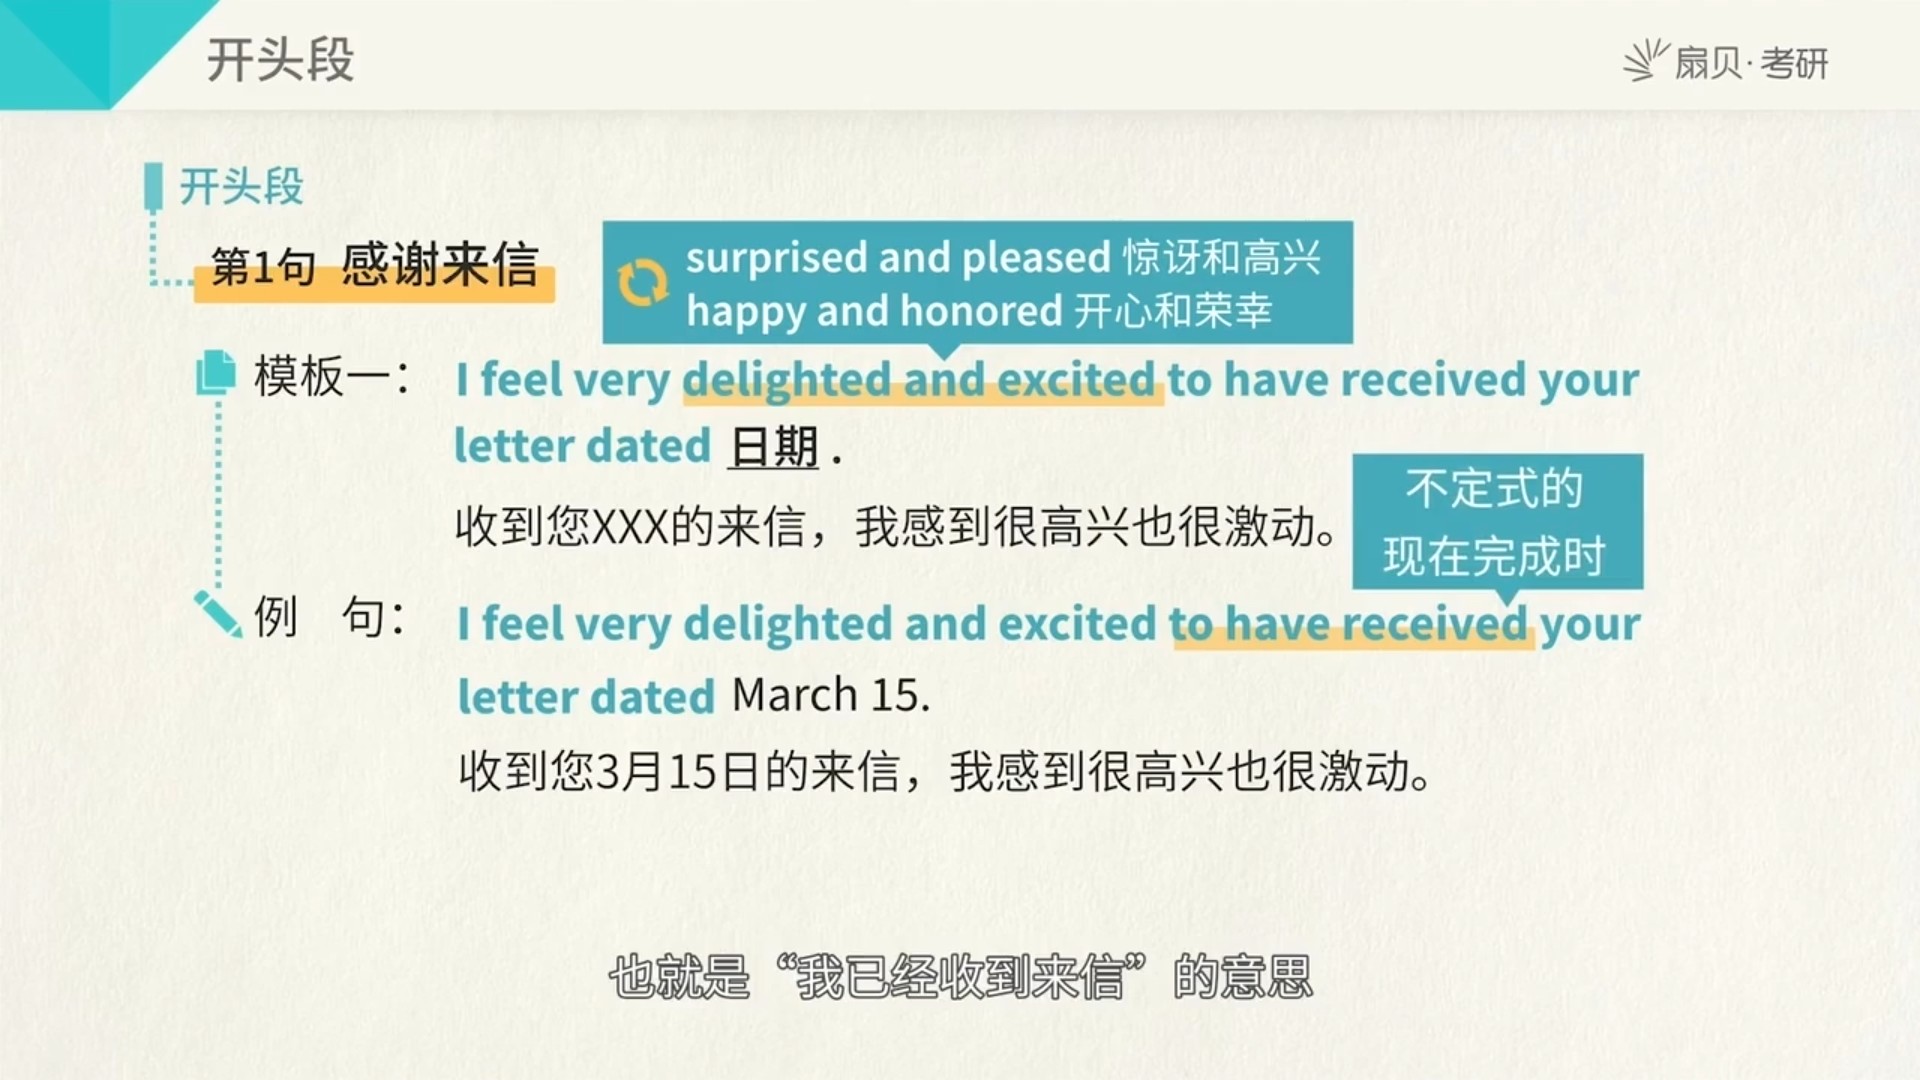 开头段
扇贝·考研
开头段
第1句 感谢来信
surprised and pleased 惊讶和高兴
happy and honored 开心和荣幸
模板一： I feel very delighted and excited to have received your
letter dated 日期 .
收到您XXX的来信，我感到很高兴也很激动。
不定式的
现在完成时
例 句： I feel very delighted and excited to have received your
letter dated March 15.
收到您3月15日的来信，我感到很高兴也很激动。
也就是“我已经收到来信”的意思